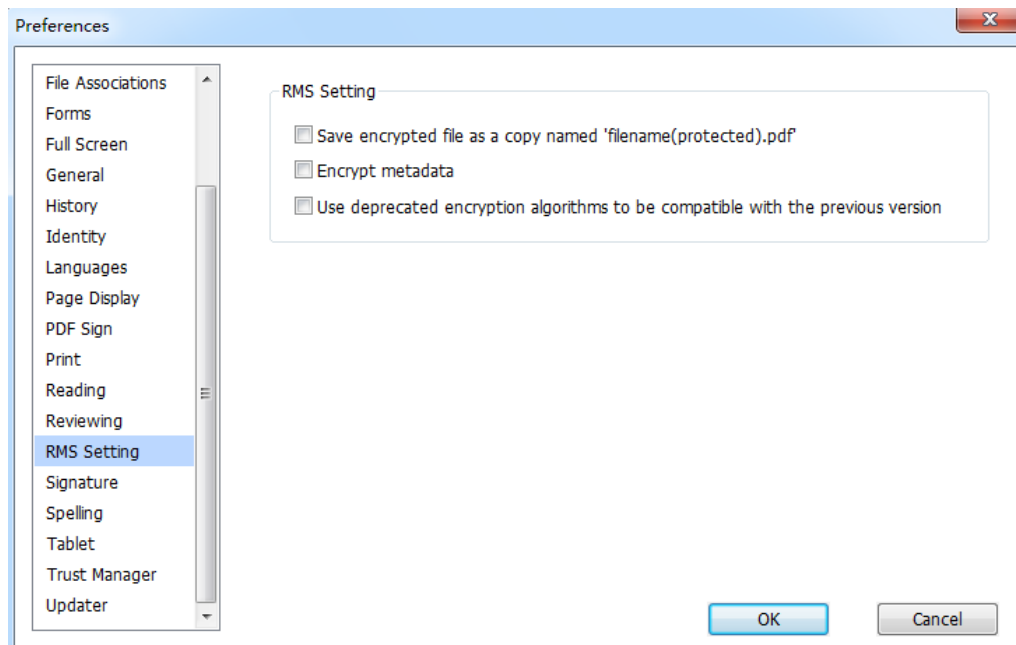 Preferences
File Associations
Forms
Full Screen
General
History
Identity
Languages
Page Display
PDF Sign
Print
Reading
Reviewing
RMS Setting
Signature
Spelling
Tablet
Trust Manager
Updater
RMS Setting
Save encrypted file as a copy named 'filename(protected).pdf'
Encrypt metadata
Use deprecated encryption algorithms to be compatible with the previous version
OK
Cancel